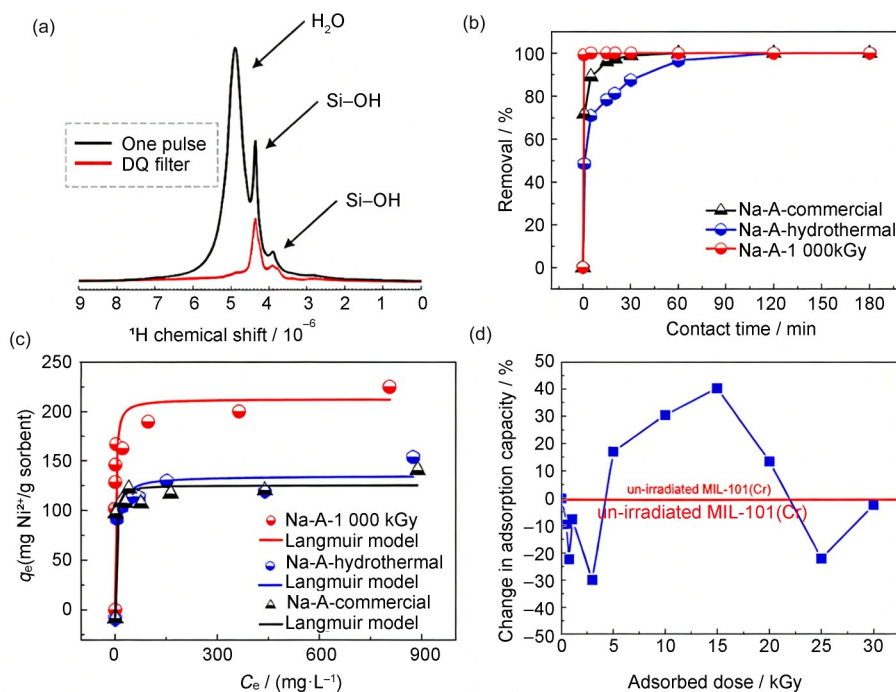 (a)
H₂O
Si–OH
Si–OH
One pulse
DQ filter
9 8 7 6 5 4 3 2 1 0
¹H chemical shift / 10⁻⁶
(b)
100
80
60
40
20
0
Removal / %
Na-A-commercial
Na-A-hydrothermal
Na-A-1 000kGy
0 30 60 90 120 150 180
Contact time / min
(c)
250
200
150
100
50
0
qₑ(mg Ni²⁺/g sorbent)
Na-A-1 000 kGy
Langmuir model
Na-A-hydrothermal
Langmuir model
Na-A-commercial
Langmuir model
0 300 600 900
Cₑ / (mg·L⁻¹)
(d)
50
40
30
20
10
0
–10
–20
–30
–40
–50
Change in adsorption capacity / %
un-irradiated MIL-101(Cr)
un-irradiated MIL-101(Cr)
0 5 10 15 20 25 30
Adsorbed dose / kGy